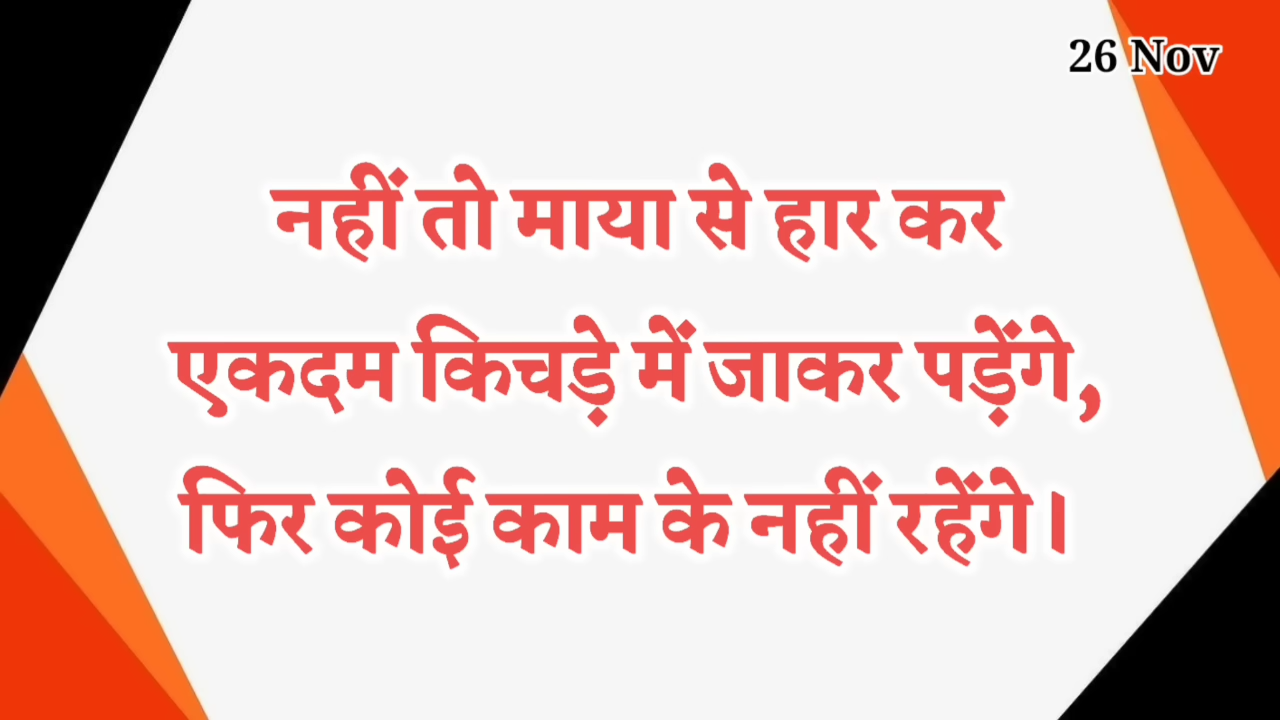 26 Nov
नहीं तो माया से हार कर
एकदम किचड़े में जाकर पड़ेंगे,
फिर कोई काम के नहीं रहेंगे।